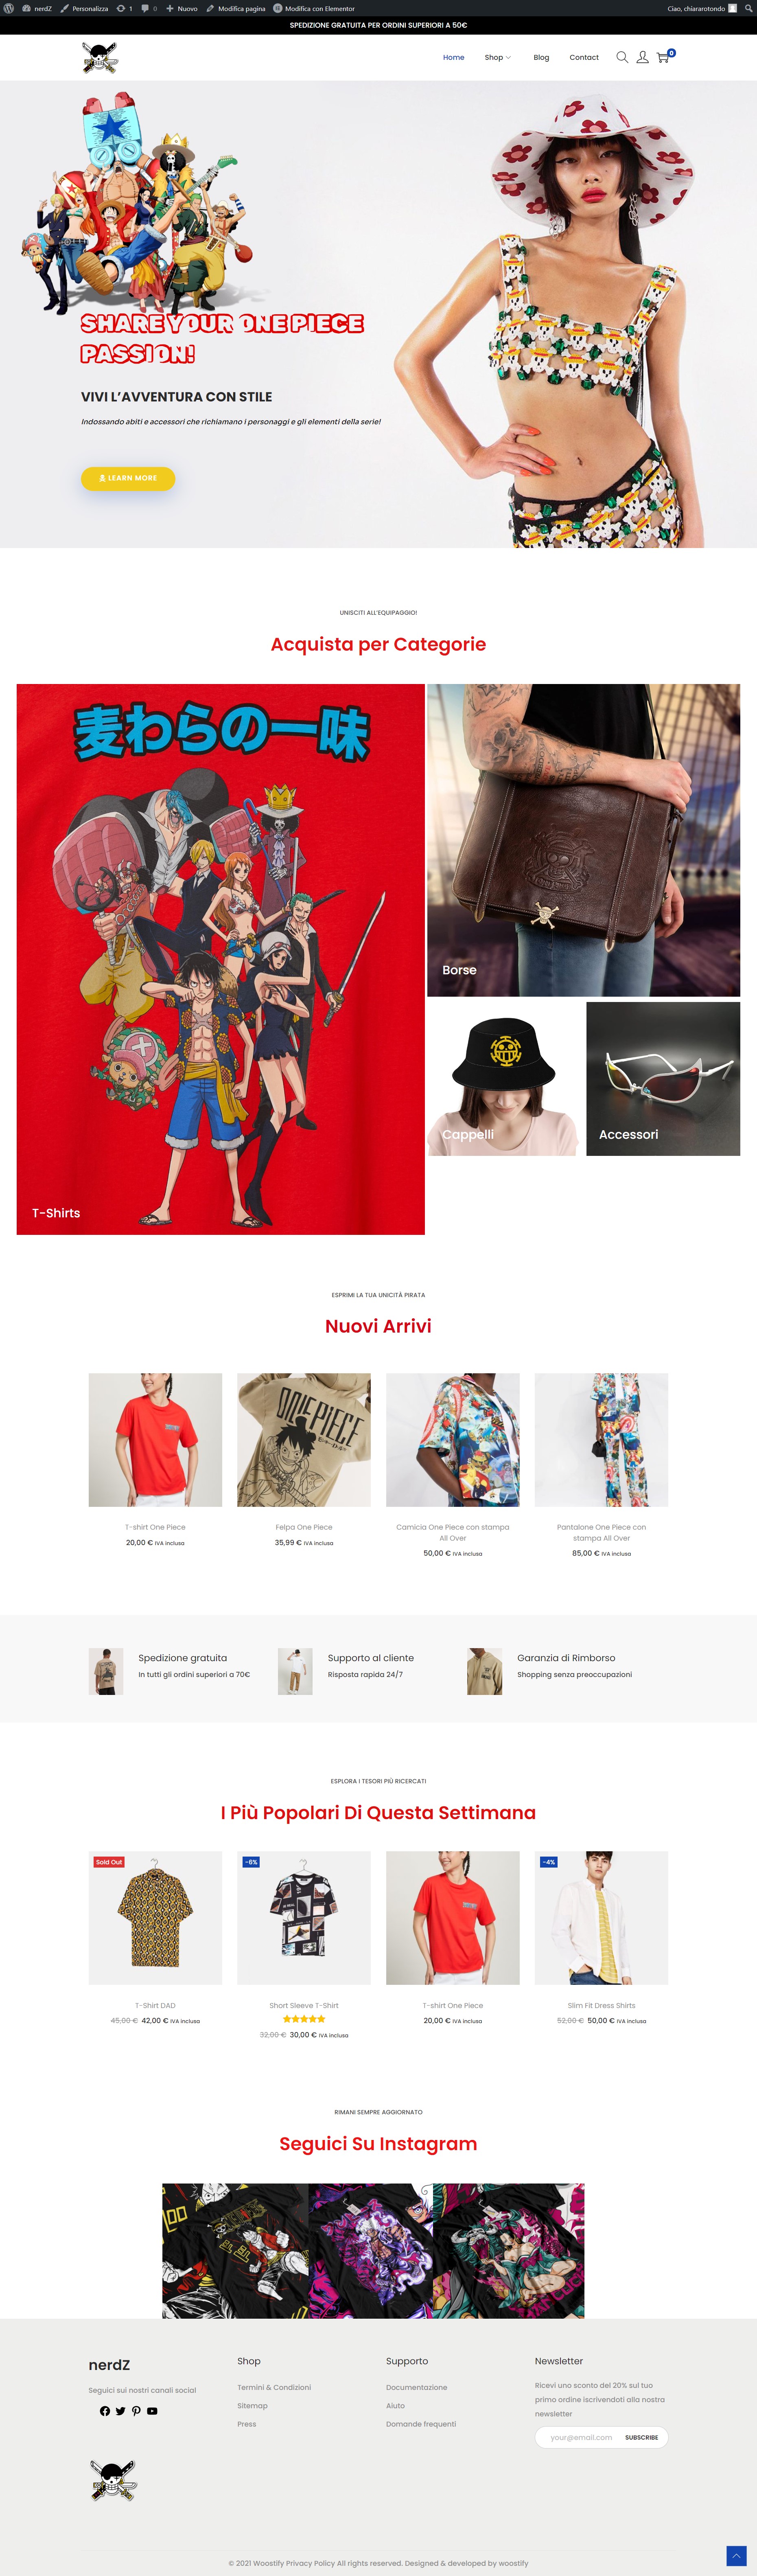 nerdZ Personalizza 1 0 Nuovo Modifica pagina Modifica con Elementor Ciao, chiararotondo
SPEDIZIONE GRATUITA PER ORDINI SUPERIORI A 50€
Home Shop Blog Contact 0
SHARE YOUR ONE PIECE
PASSION!
VIVI L’AVVENTURA CON STILE
Indossando abiti e accessori che richiamano i personaggi e gli elementi della serie!
LEARN MORE
UNISCITI ALL’EQUIPAGGIO!
Acquista per Categorie
麦わらの一味
T-Shirts
Borse
Cappelli
Accessori
ESPRIMI LA TUA UNICITÀ PIRATA
Nuovi Arrivi
ONE PIECE
T-shirt One Piece
20,00 € IVA inclusa
Felpa One Piece
35,99 € IVA inclusa
Camicia One Piece con stampa
All Over
50,00 € IVA inclusa
Pantalone One Piece con
stampa All Over
85,00 € IVA inclusa
Spedizione gratuita
In tutti gli ordini superiori a 70€
Supporto al cliente
Risposta rapida 24/7
Garanzia di Rimborso
Shopping senza preoccupazioni
ESPLORA I TESORI PIÙ RICERCATI
I Più Popolari Di Questa Settimana
Sold Out
-6%
-4%
T-Shirt DAD
45,00 € 42,00 € IVA inclusa
Short Sleeve T-Shirt
32,00 € 30,00 € IVA inclusa
T-shirt One Piece
20,00 € IVA inclusa
Slim Fit Dress Shirts
52,00 € 50,00 € IVA inclusa
RIMANI SEMPRE AGGIORNATO
Seguici Su Instagram
nerdZ
Seguici sui nostri canali social
Shop
Termini & Condizioni
Sitemap
Press
Supporto
Documentazione
Aiuto
Domande frequenti
Newsletter
Ricevi uno sconto del 20% sul tuo
primo ordine iscrivendoti alla nostra
newsletter
your@email.com SUBSCRIBE
© 2021 Woostify Privacy Policy All rights reserved. Designed & developed by woostify